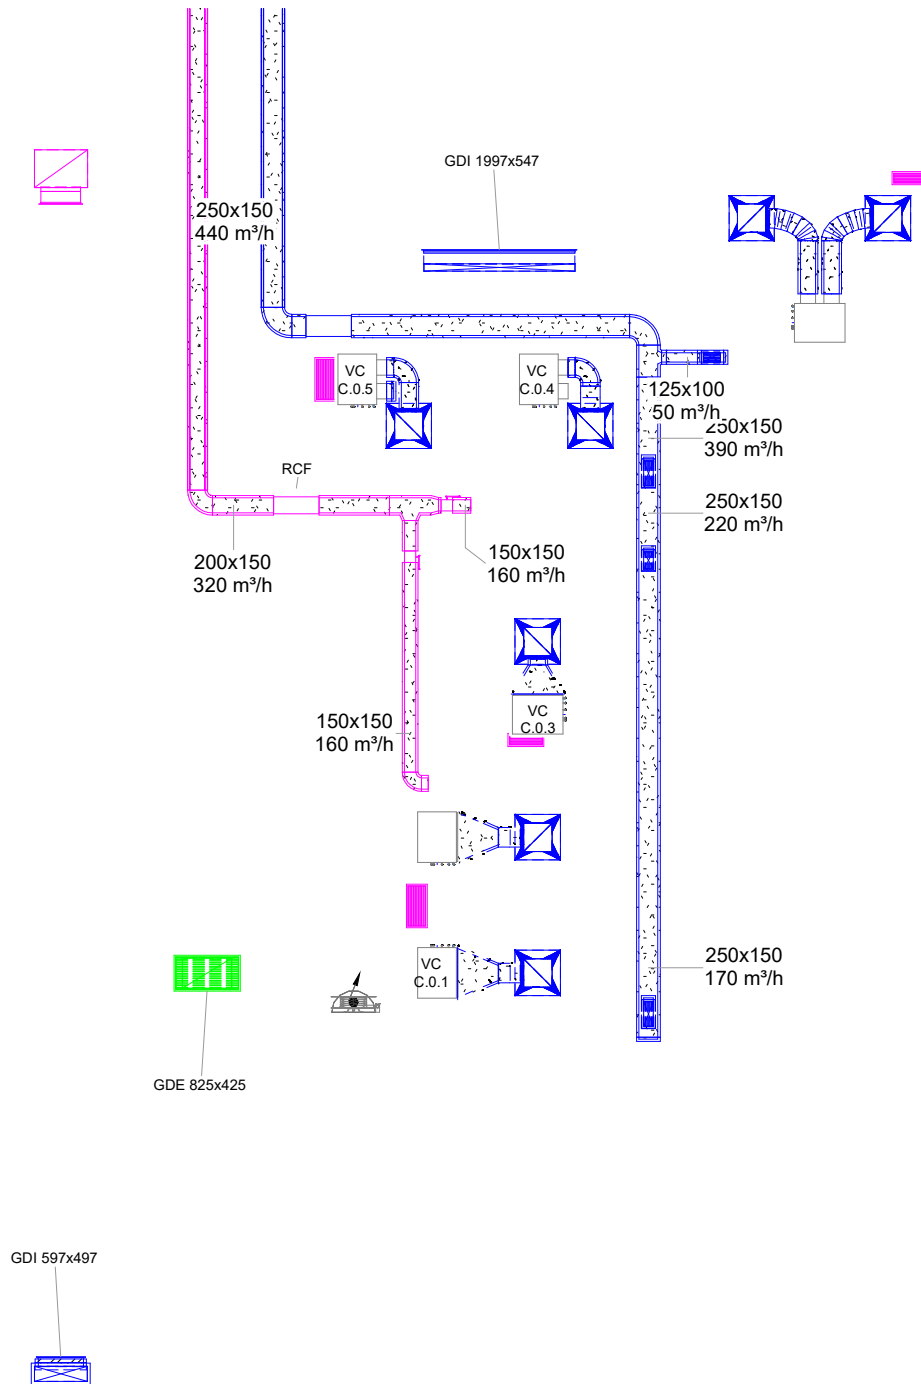 GDI 1997x547
250x150
440 m³/h
VC
C.0.5
VC
C.0.4
125x100
50 m³/h
250x150
390 m³/h
RCF
250x150
220 m³/h
200x150
320 m³/h
150x150
160 m³/h
VC
C.0.3
150x150
160 m³/h
VC
C.0.1
250x150
170 m³/h
GDE 825x425
GDI 597x497